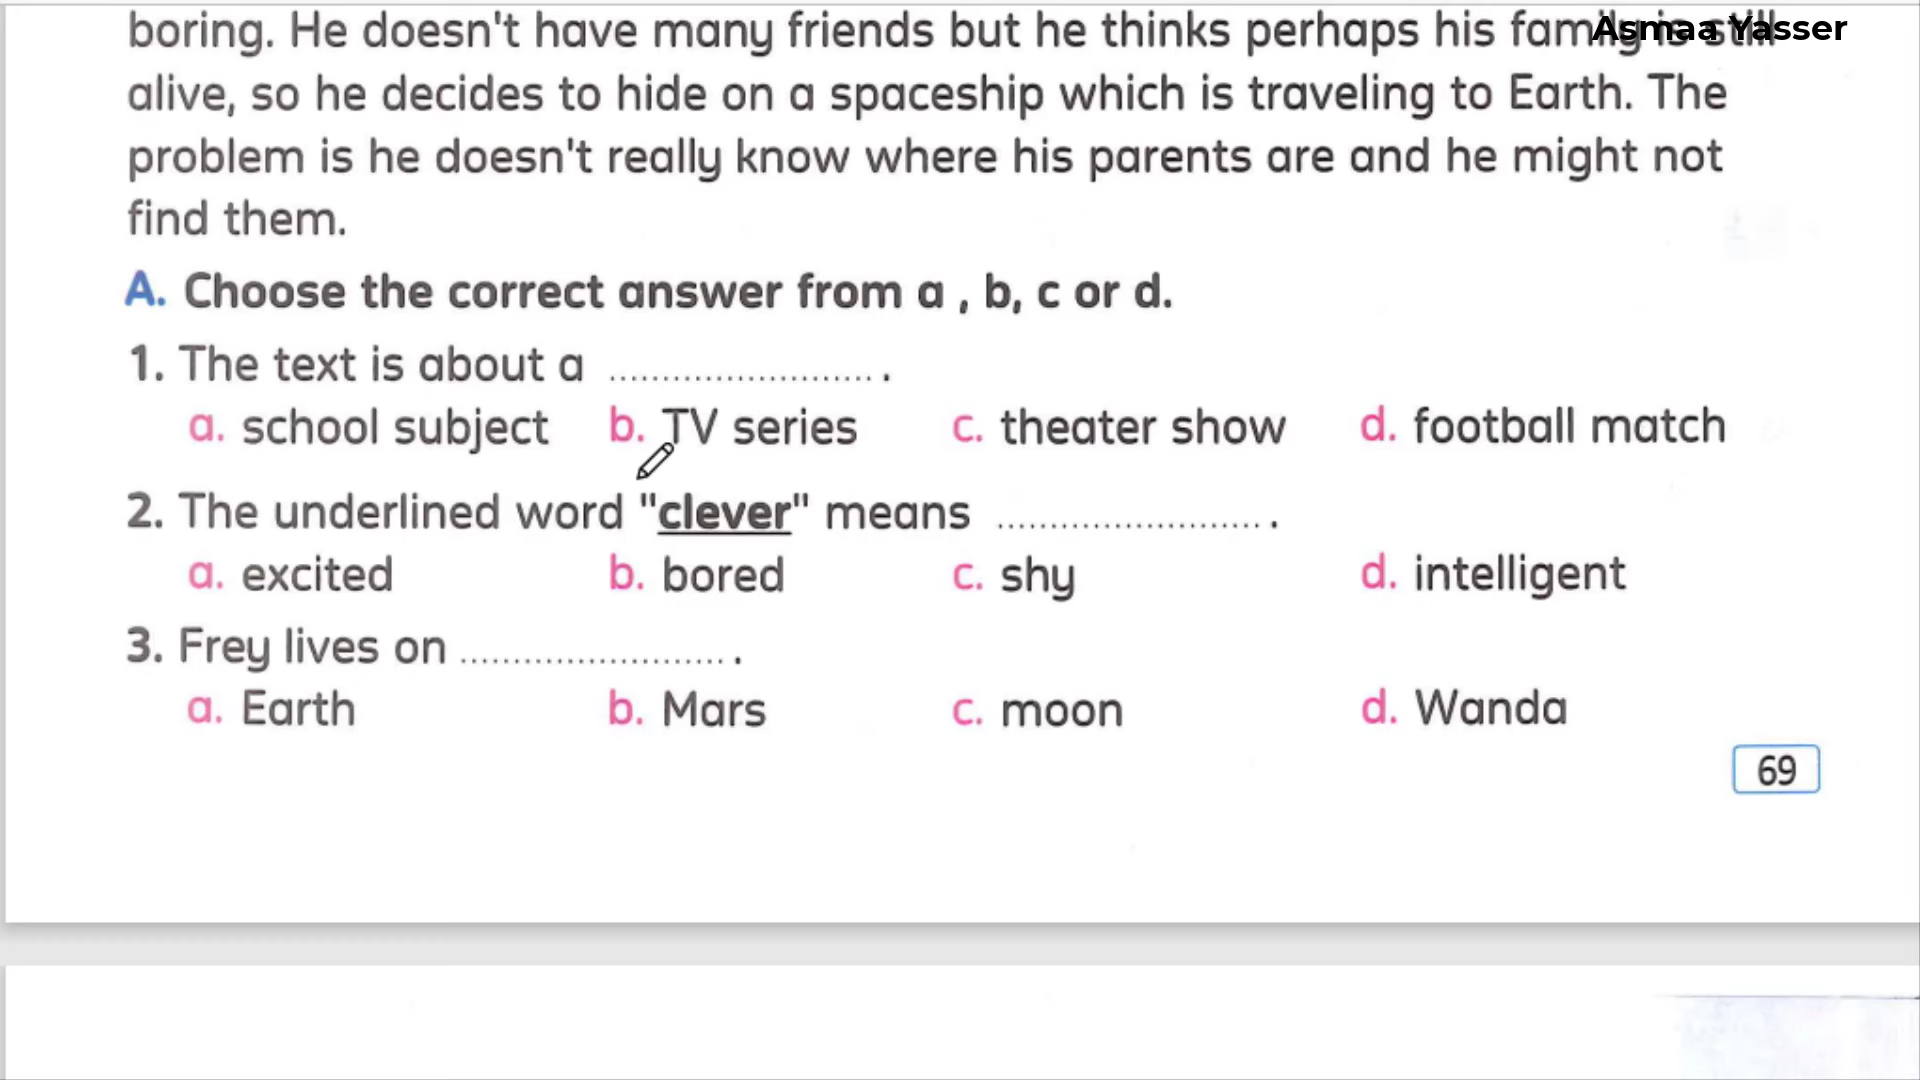 boring. He doesn't have many friends but he thinks perhaps his family is still
Asmaa Yasser
alive, so he decides to hide on a spaceship which is traveling to Earth. The
problem is he doesn't really know where his parents are and he might not
find them.
A. Choose the correct answer from a , b, c or d.
1. The text is about a ......................... .
a. school subject b. TV series c. theater show d. football match
2. The underlined word "clever" means ......................... .
a. excited b. bored c. shy d. intelligent
3. Frey lives on ......................... .
a. Earth b. Mars c. moon d. Wanda
69